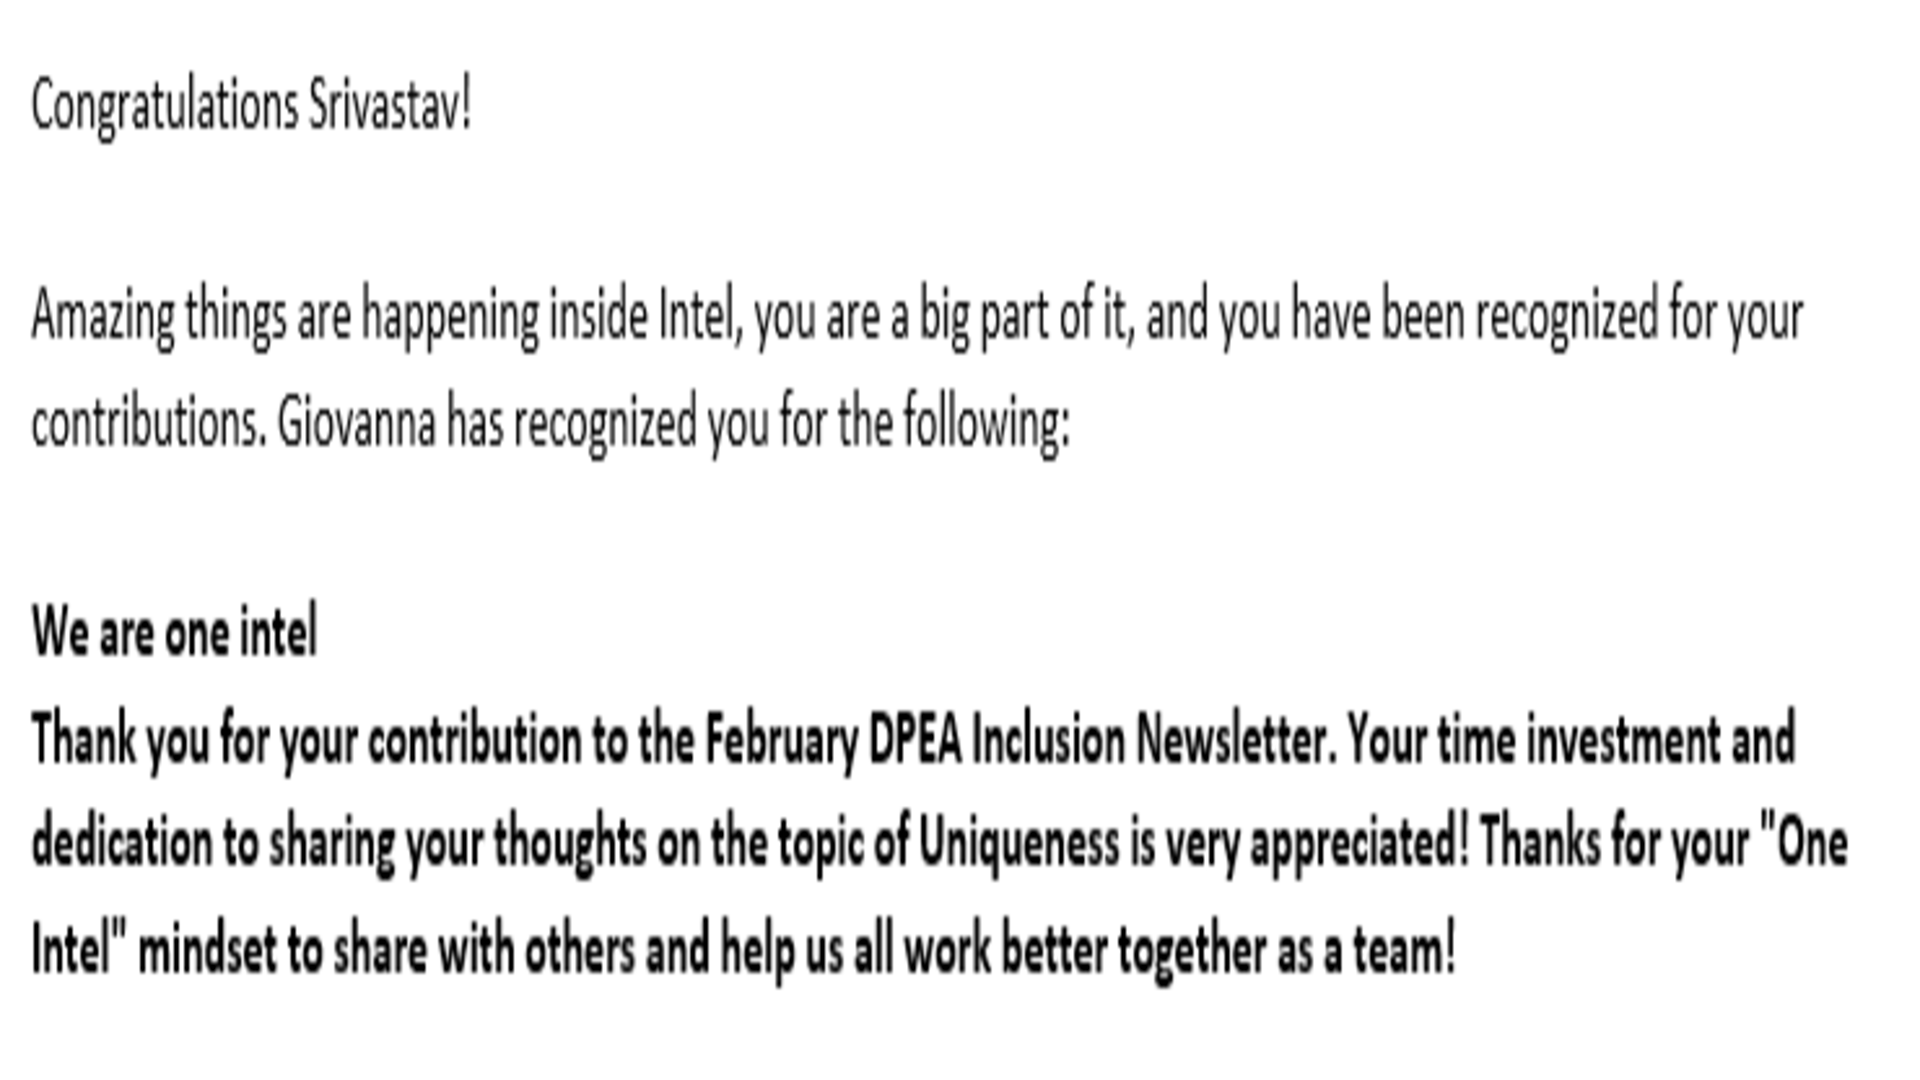 Congratulations Srivastav!
Amazing things are happening inside Intel, you are a big part of it, and you have been recognized for your
contributions. Giovanna has recognized you for the following:
We are one intel
Thank you for your contribution to the February DPEA Inclusion Newsletter. Your time investment and
dedication to sharing your thoughts on the topic of Uniqueness is very appreciated! Thanks for your "One
Intel" mindset to share with others and help us all work better together as a team!